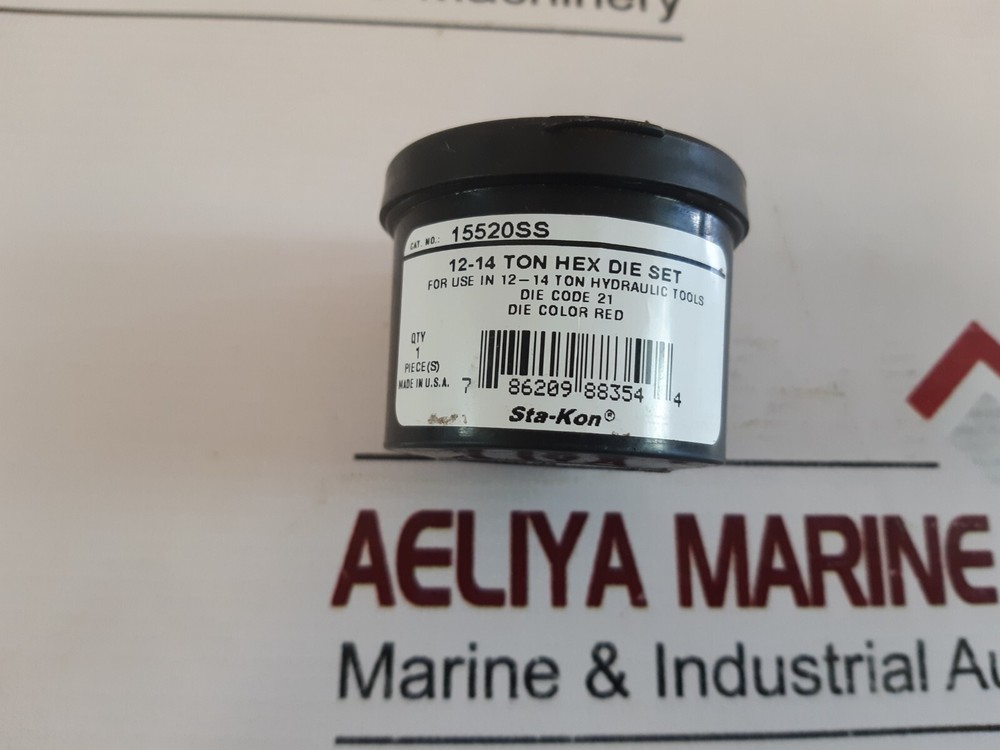 Machinery
CAT. NO.: 15520SS
12-14 TON HEX DIE SET
FOR USE IN 12-14 TON HYDRAULIC TOOLS
DIE CODE 21
DIE COLOR RED
QTY
1
PIECE(S)
MADE IN U.S.A.
7 86209 88354 4
Sta-Kon®
AELIYA MARINE
Marine & Industrial Au